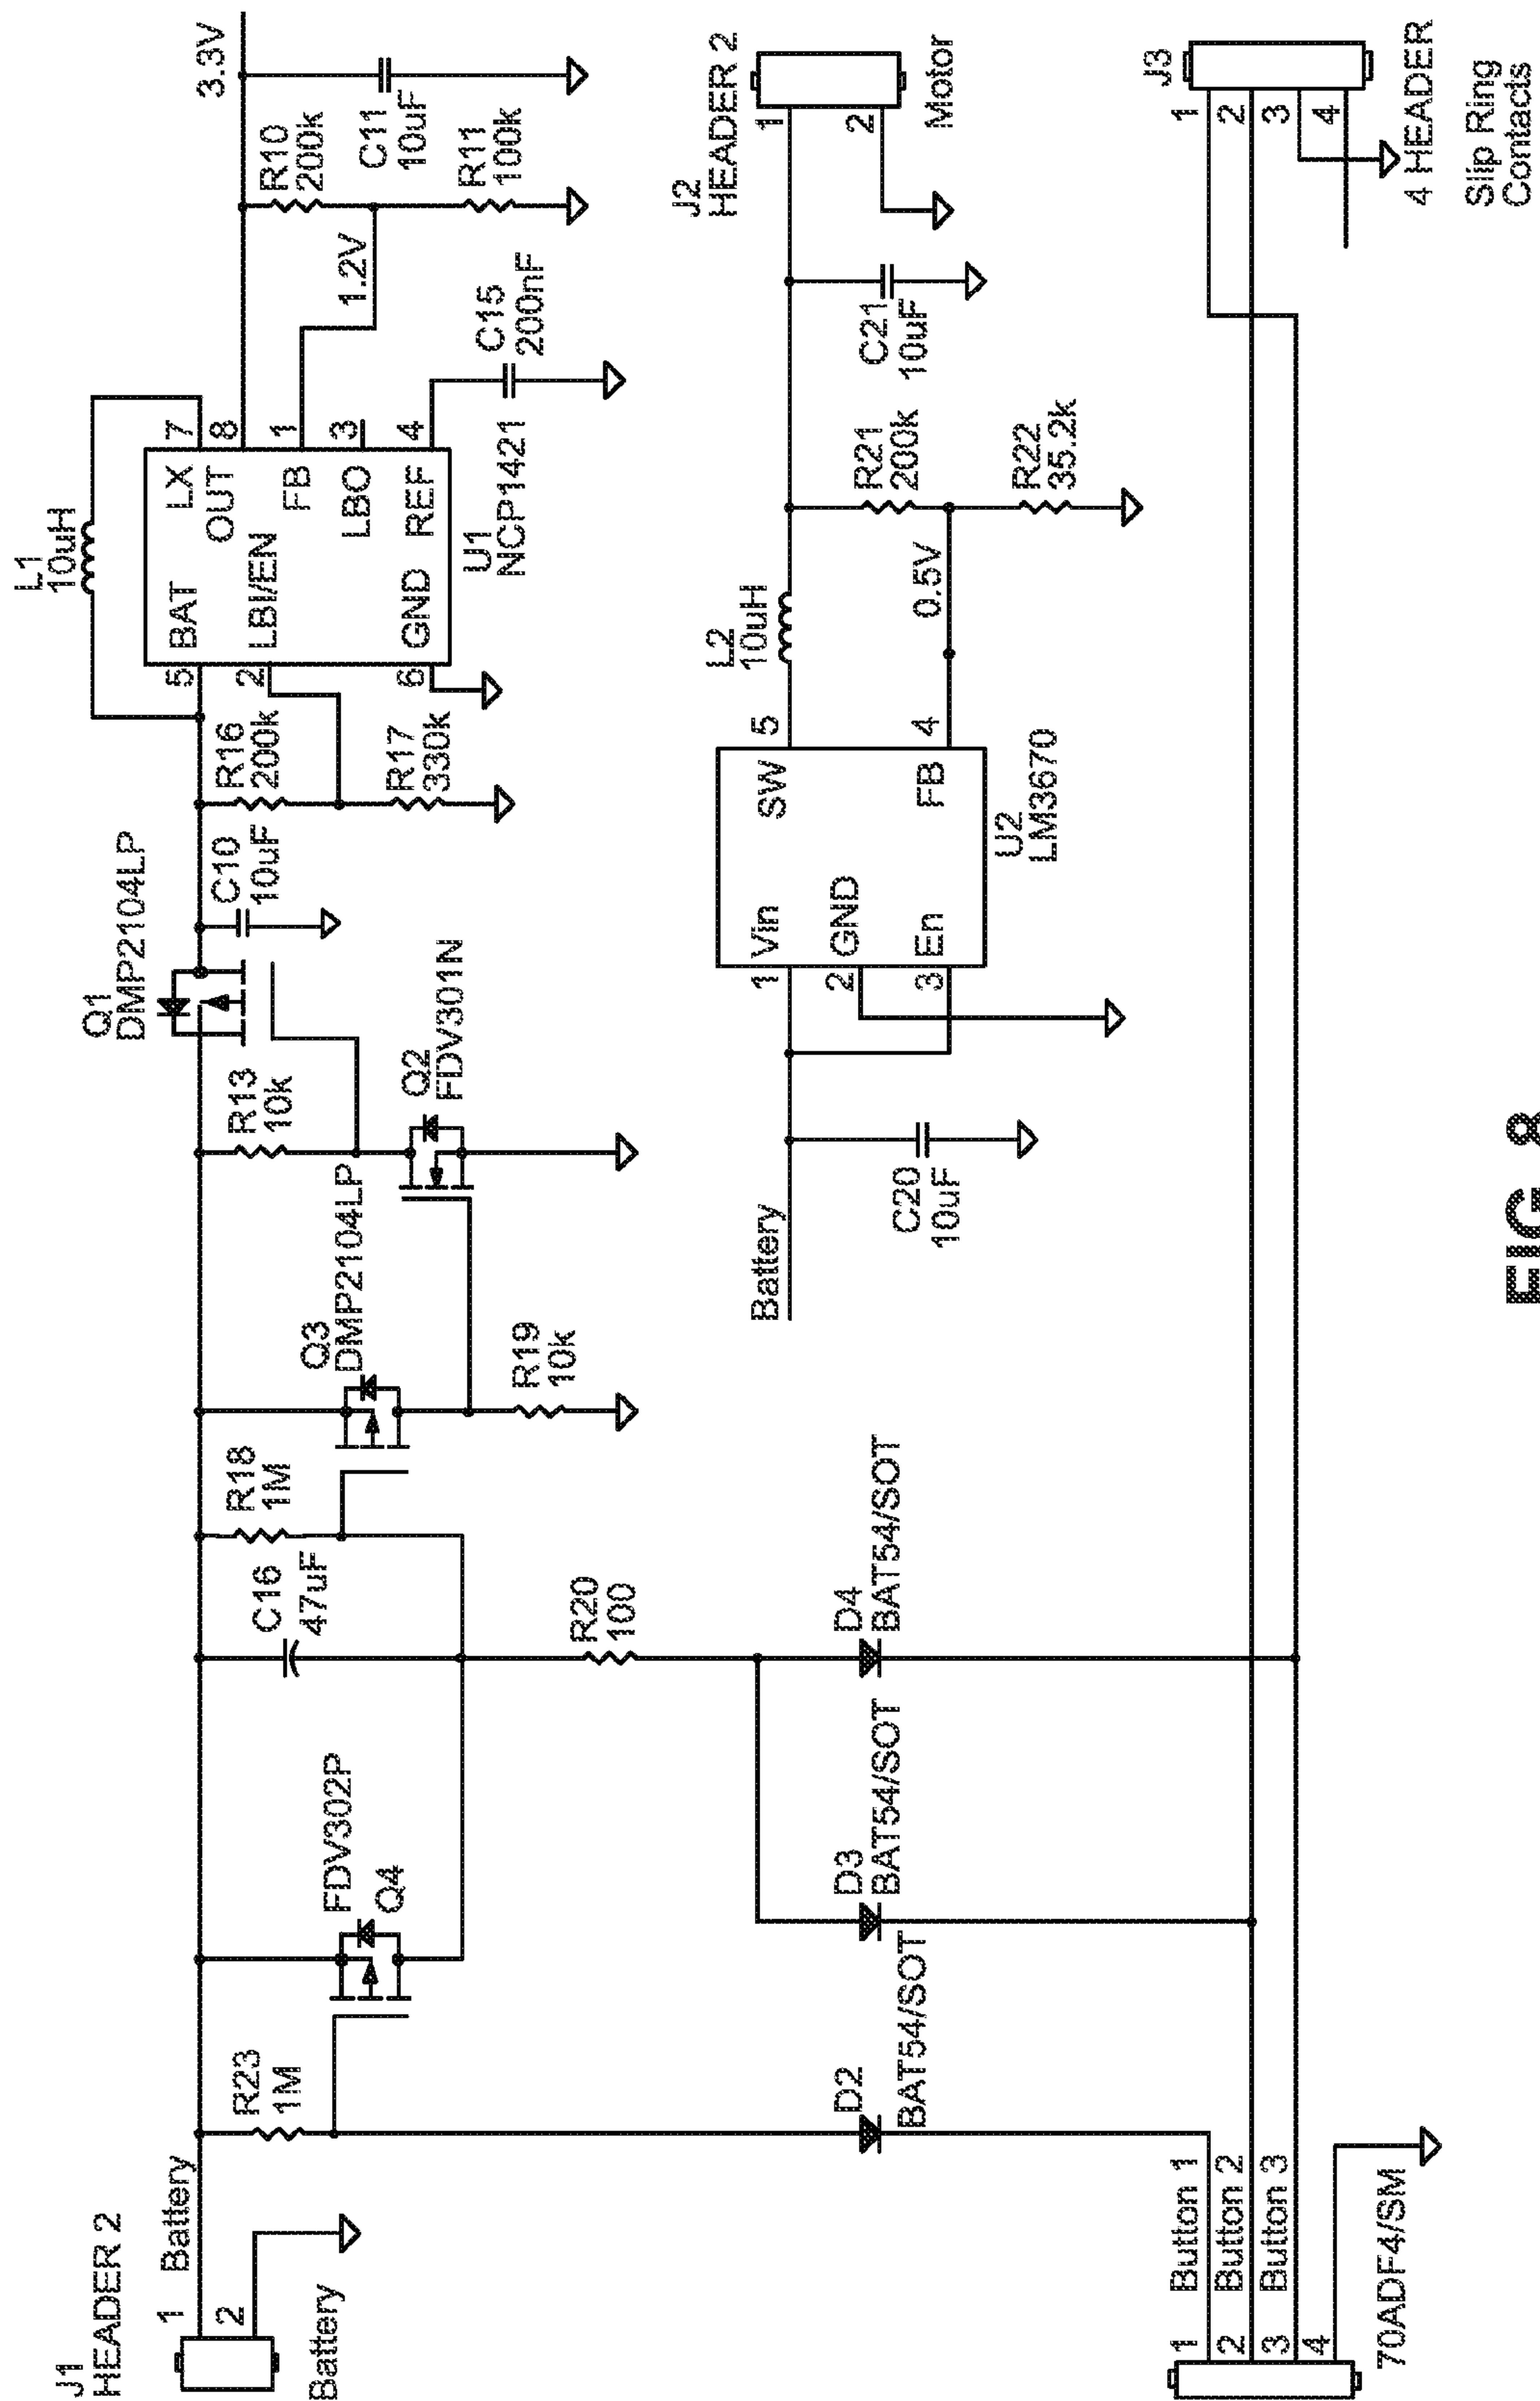 J1
HEADER 2
1
Battery
2
Battery
R23
1M
FDV302P
Q4
C16
47uF
R18
1M
Q3
DMP2104LP
R19
10k
R13
10k
Q2
FDV301N
Q1
DMP2104LP
C10
10uF
R16
200k
R17
330k
L1
10uH
5
BAT
LX
7
OUT
8
2
LBI/EN
FB
1
LBO
3
6
GND
REF
4
U1
NCP1421
3.3V
R10
200k
1.2V
C11
10uF
R11
100k
C15
200nF
R20
100
D2
BAT54/SOT
D3
BAT54/SOT
D4
BAT54/SOT
Battery
C20
10uF
1
Vin
SW
5
2
GND
3
En
FB
4
U2
LM3670
L2
10uH
0.5V
R21
200k
R22
35.2k
C21
10uF
J2
HEADER 2
1
2
Motor
1
Button 1
2
Button 2
3
Button 3
4
70ADF4/SM
J3
1
2
3
4
4 HEADER
Slip Ring
Contacts
FIG. 8